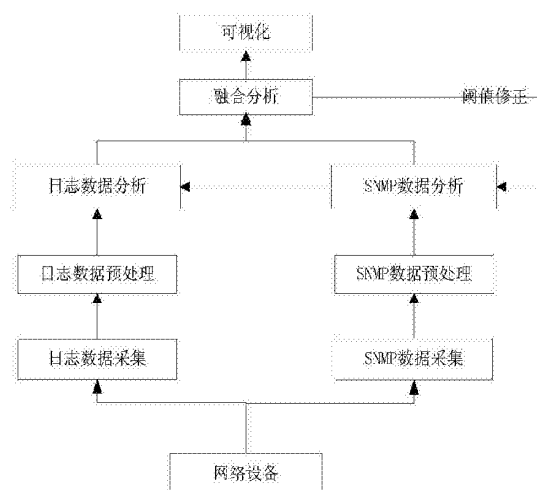 可视化
融合分析
阈值修正
日志数据分析
SNMP数据分析
日志数据预处理
SNMP数据预处理
日志数据采集
SNMP数据采集
网络设备